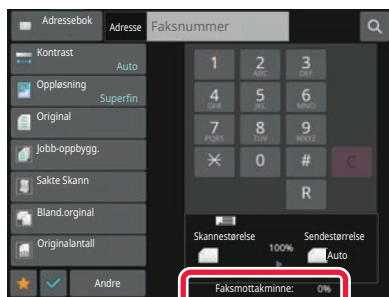 Adressebok
Adresse
Faksnummer
Kontrast
Auto
Oppløsning
Superfin
Original
Jobb-oppbygg.
Sakte Skann
Bland.orginal
Originalantall
Andre
1
2 ABC
3 DEF
4 GHI
5 JKL
6 MNO
7 PQRS
8 TUV
9 WXYZ
0
#
C
R
Skannestørelse
100%
Sendestørrelse
Auto
Faksmottakminne: 0%